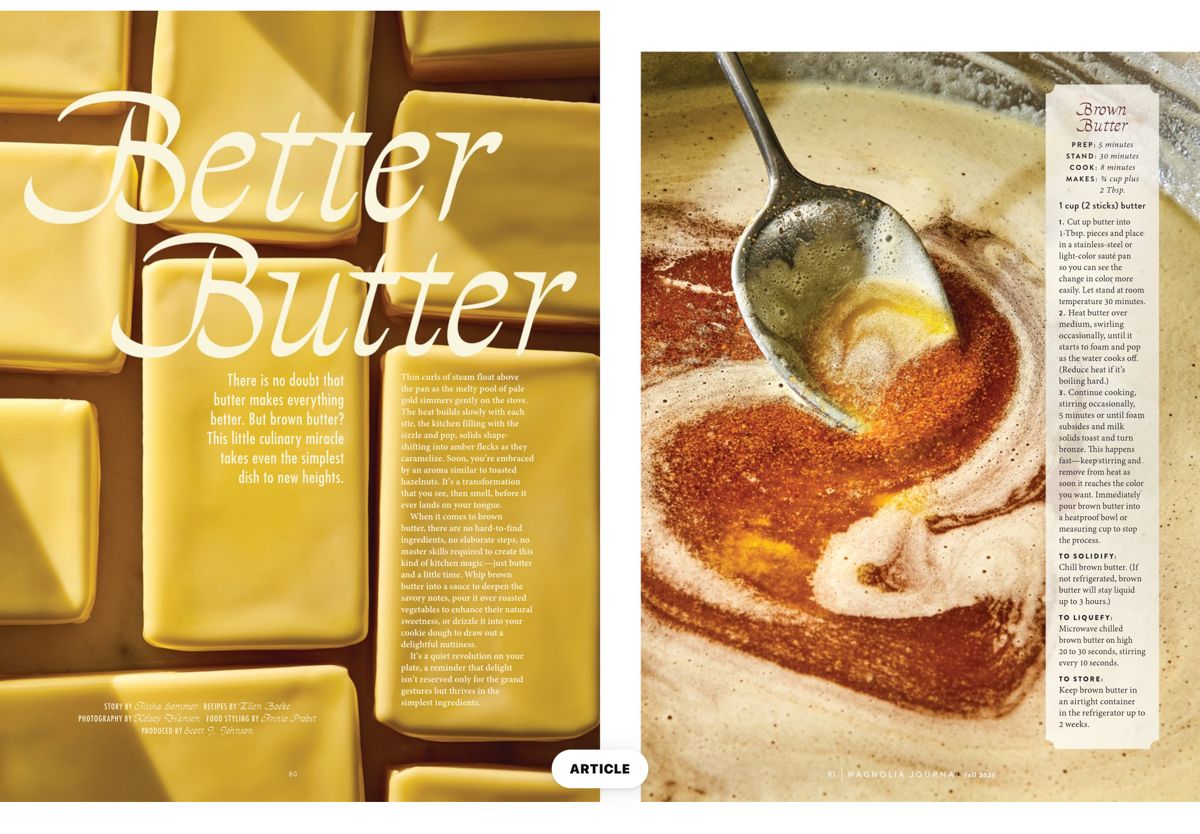 Better
Butter
There is no doubt that
butter makes everything
better. But brown butter?
This little culinary miracle
takes even the simplest
dish to new heights.
Thin curls of steam float above
the pan as the melty pool of pale
gold simmers gently on the stove.
The heat builds slowly with each
stir, the kitchen filling with the
sizzle and pop, solids shape-
shifting into amber flecks as they
caramelize. Soon, you're embraced
by an aroma similar to toasted
hazelnuts. It's a transformation
that you see, then smell, before it
ever lands on your tongue.
When it comes to brown
butter, there are no hard-to-find
ingredients, no elaborate steps, no
master skills required to create this
kind of kitchen magic—just butter
and a little time. Whip brown
butter into a sauce to deepen the
savory notes, pour it over roasted
vegetables to enhance their natural
sweetness, or drizzle it into your
cookie dough to draw out a
delightful nuttiness.
It's a quiet revolution on your
plate, a reminder that delight
isn't reserved only for the grand
gestures but thrives in the
simplest ingredients.
STORY BY Alisha Sommer RECIPES BY Ellen Boeke
PHOTOGRAPHY BY Kelsey Hansen FOOD STYLING BY Annie Probst
PRODUCED BY Scott J. Johnson
80
ARTICLE
Brown
Butter
PREP: 5 minutes
STAND: 30 minutes
COOK: 8 minutes
MAKES: ¾ cup plus
2 Tbsp.
1 cup (2 sticks) butter
1. Cut up butter into
1-Tbsp. pieces and place
in a stainless-steel or
light-color sauté pan
so you can see the
change in color more
easily. Let stand at room
temperature 30 minutes.
2. Heat butter over
medium, swirling
occasionally, until it
starts to foam and pop
as the water cooks off.
(Reduce heat if it's
boiling hard.)
3. Continue cooking,
stirring occasionally,
5 minutes or until foam
subsides and milk
solids toast and turn
bronze. This happens
fast—keep stirring and
remove from heat as
soon it reaches the color
you want. Immediately
pour brown butter into
a heatproof bowl or
measuring cup to stop
the process.
TO SOLIDIFY:
Chill brown butter. (If
not refrigerated, brown
butter will stay liquid
up to 3 hours.)
TO LIQUEFY:
Microwave chilled
brown butter on high
20 to 30 seconds, stirring
every 10 seconds.
TO STORE:
Keep brown butter in
an airtight container
in the refrigerator up to
2 weeks.
81 | MAGNOLIA JOURNAL fall 2025